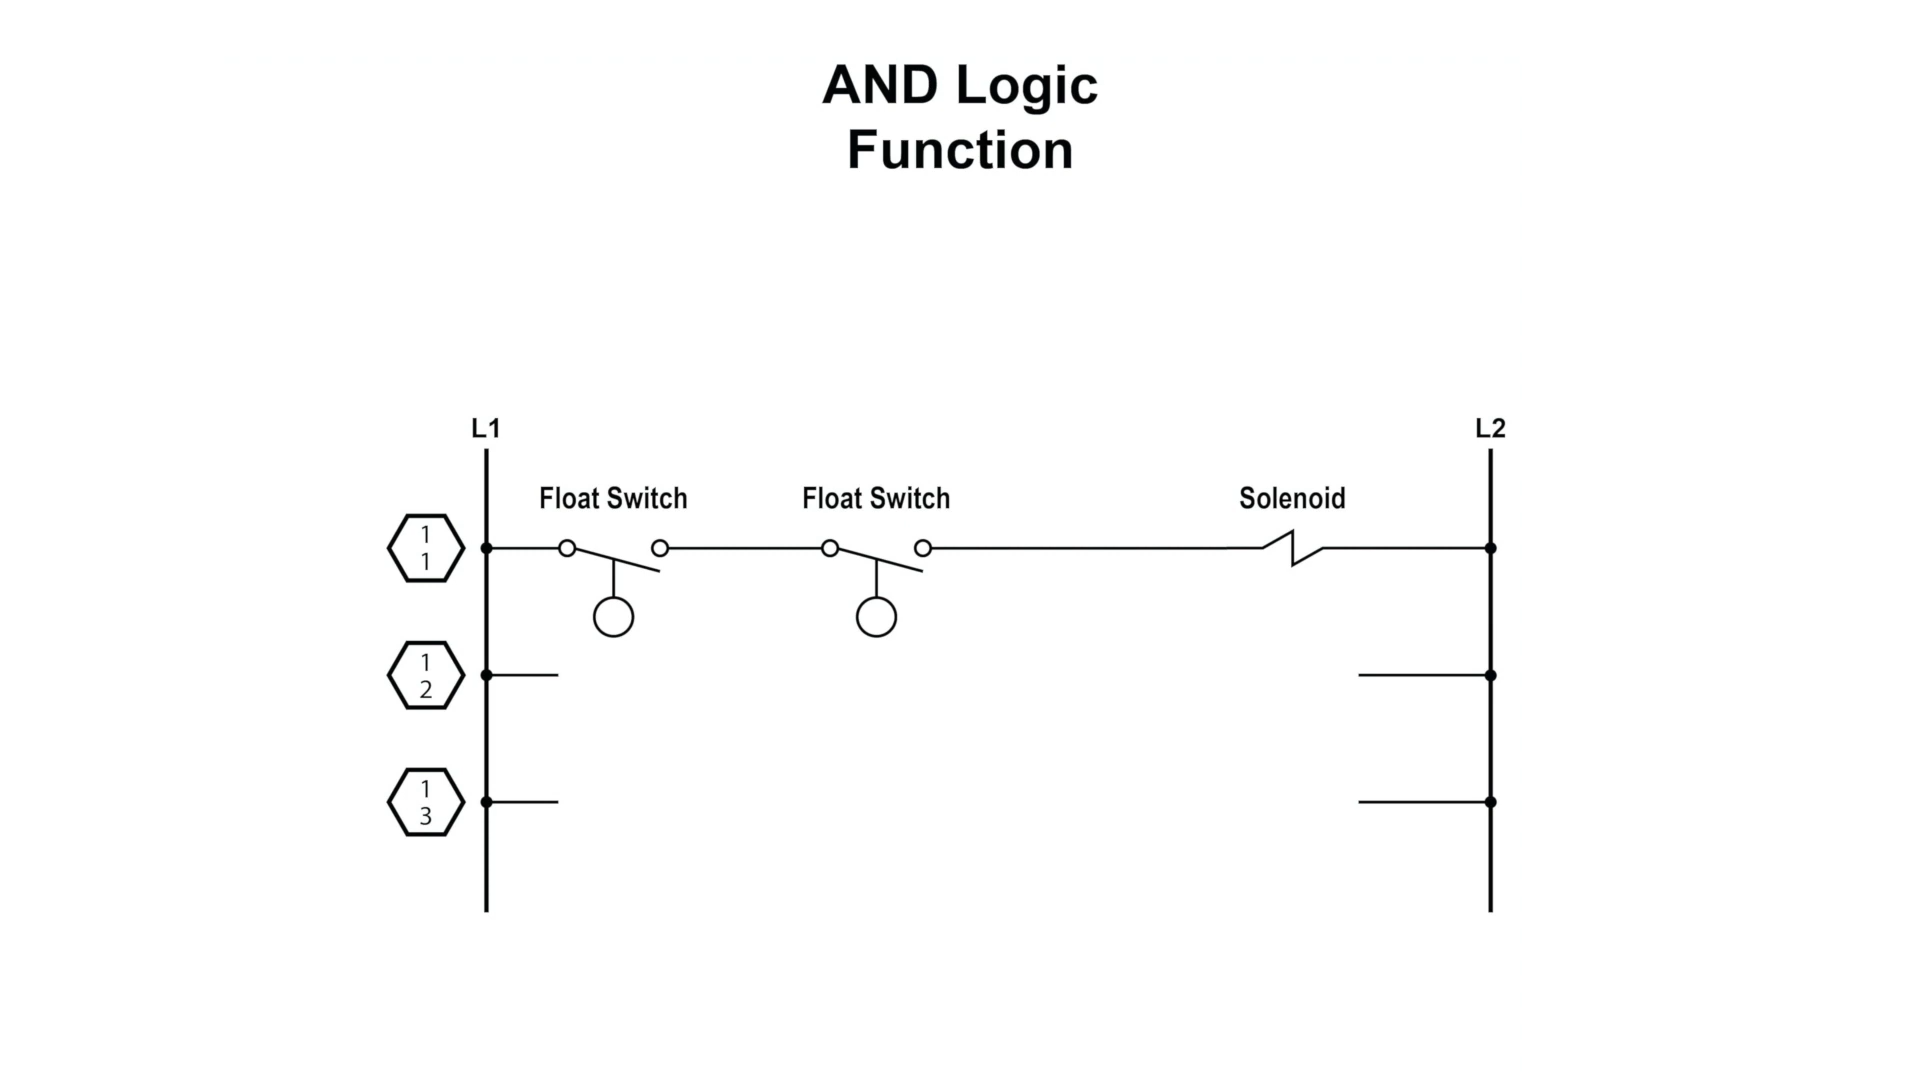 AND Logic
Function
L1
L2
Float Switch
Float Switch
Solenoid
1
1
1
2
1
3